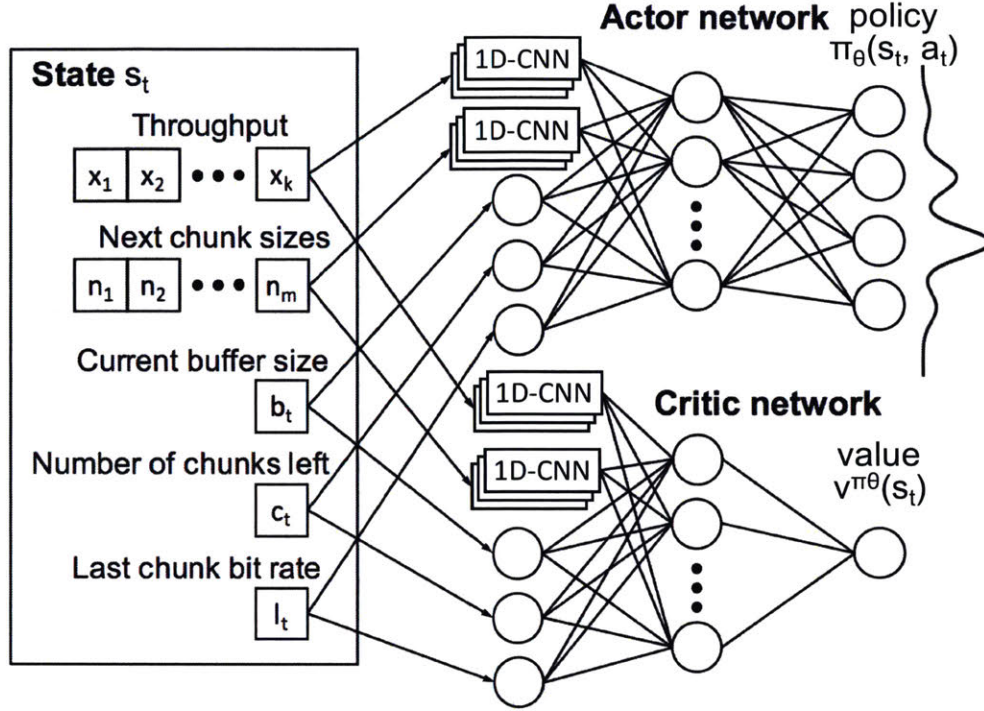 State sₜ
Throughput
x₁ x₂ ••• xₖ
Next chunk sizes
n₁ n₂ ••• nₘ
Current buffer size
bₜ
Number of chunks left
cₜ
Last chunk bit rate
lₜ
Actor network
policy
π_θ(sₜ, aₜ)
1D-CNN
1D-CNN
Critic network
value
v^πθ(sₜ)
1D-CNN
1D-CNN